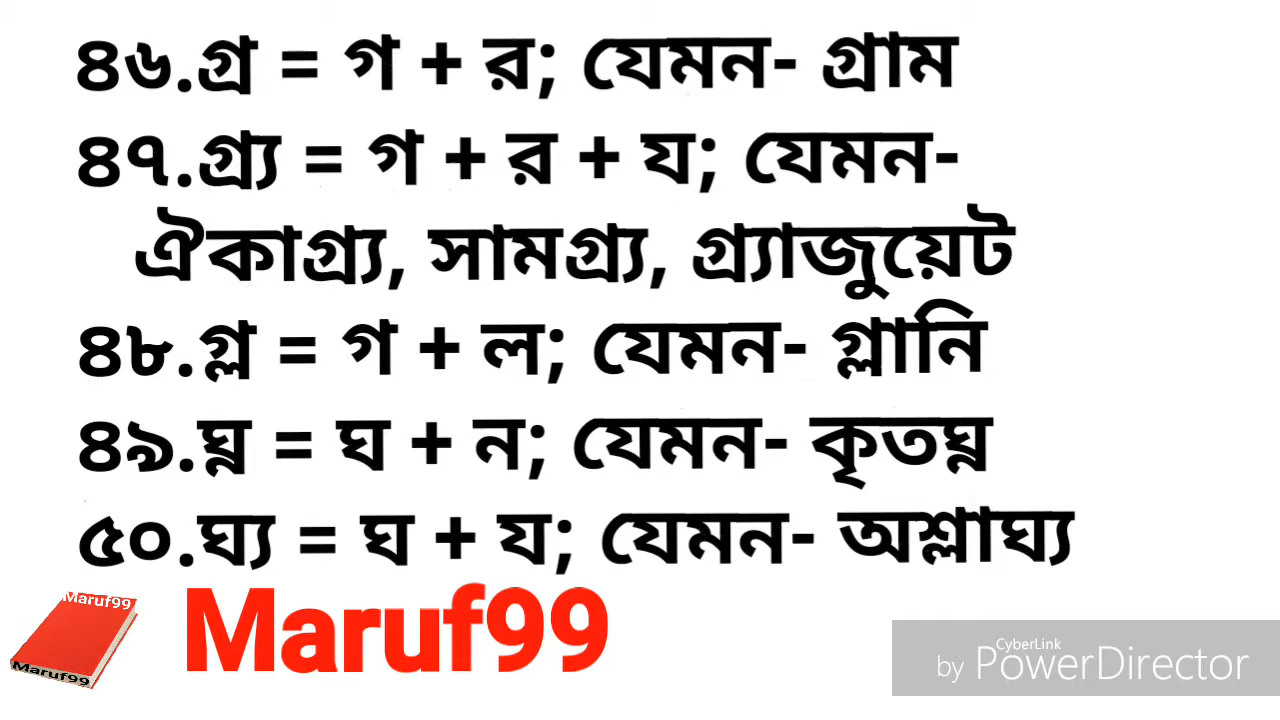 ৪৬.গ্র = গ + র; যেমন- গ্রাম
৪৭.গ্র্য = গ + র + য; যেমন-
ঐকাগ্র্য, সামগ্র্য, গ্র্যাজুয়েট
৪৮.গ্ল = গ + ল; যেমন- গ্লানি
৪৯.ঘ্ন = ঘ + ন; যেমন- কৃতঘ্ন
৫০.ঘ্য = ঘ + য; যেমন- অশ্লাঘ্য
Maruf99
Maruf99
Maruf99
CyberLink
by PowerDirector